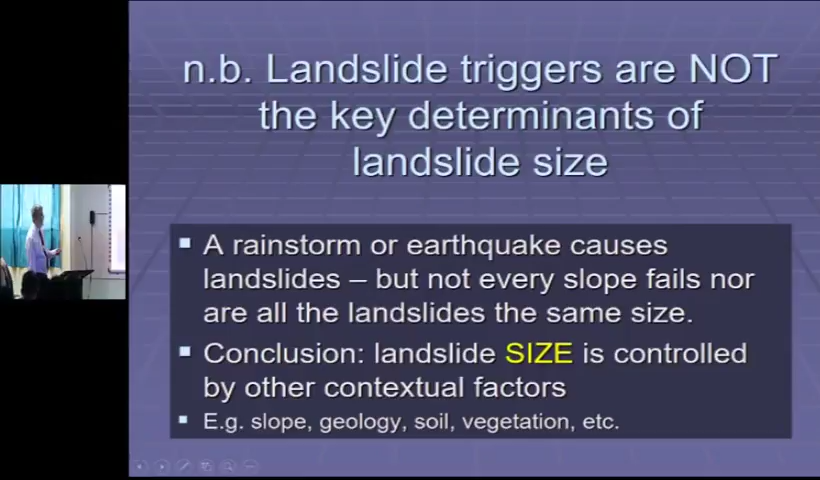 n.b. Landslide triggers are NOT
the key determinants of
landslide size
A rainstorm or earthquake causes
landslides – but not every slope fails nor
are all the landslides the same size.
Conclusion: landslide SIZE is controlled
by other contextual factors
E.g. slope, geology, soil, vegetation, etc.